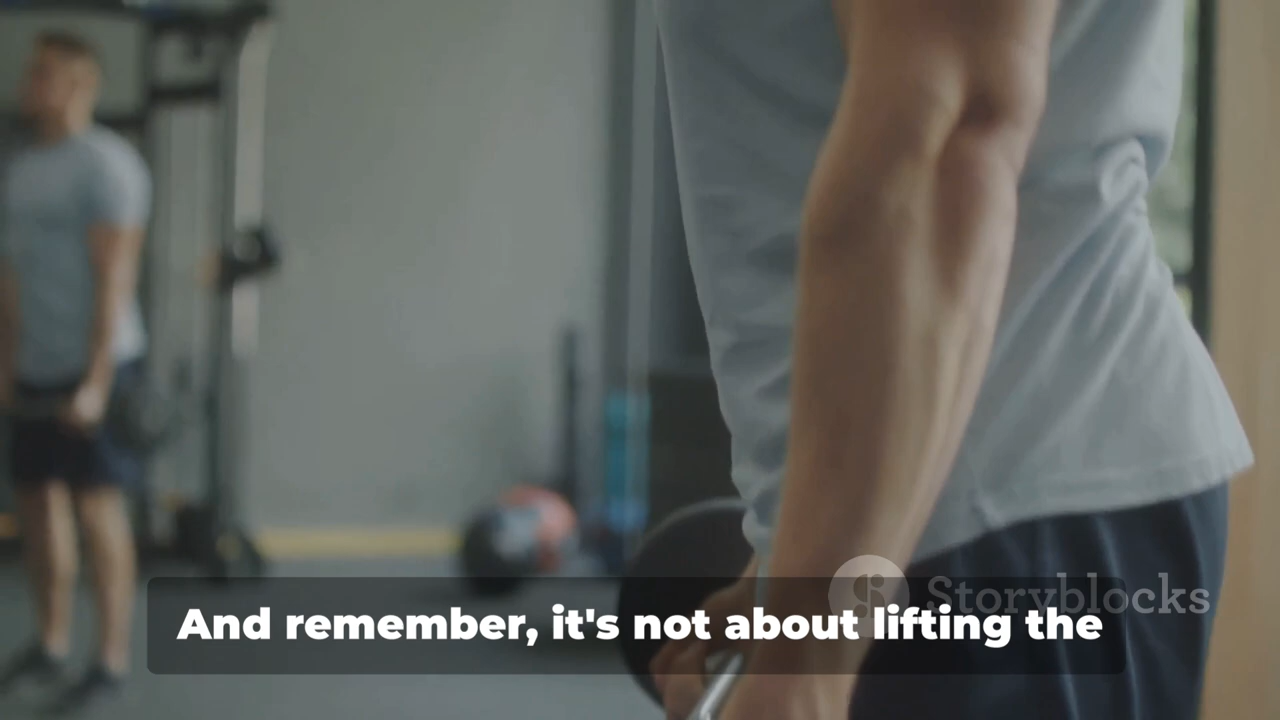 And remember, it's not about lifting the
Storyblocks